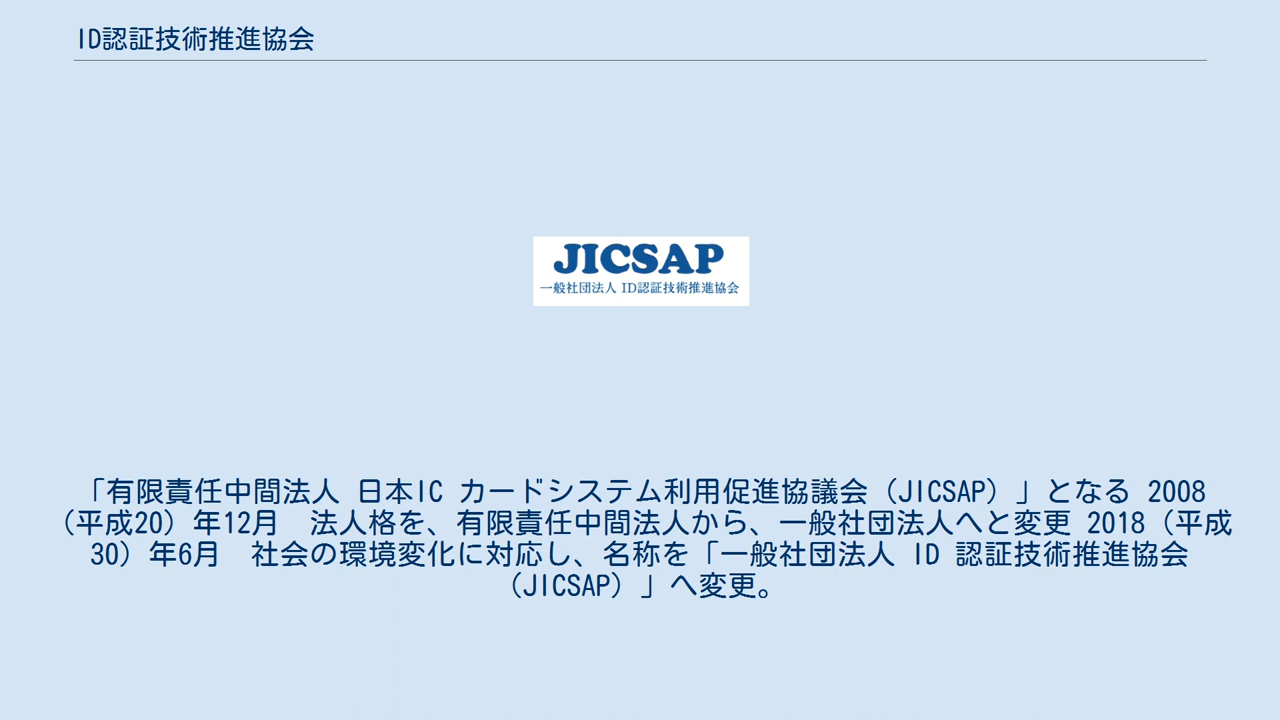 ID認証技術推進協会
JICSAP
一般社団法人 ID認証技術推進協会
「有限責任中間法人 日本IC カードシステム利用促進協議会（JICSAP）」となる 2008
（平成20）年12月　法人格を、有限責任中間法人から、一般社団法人へと変更 2018（平成
30）年6月　社会の環境変化に対応し、名称を「一般社団法人 ID 認証技術推進協会
（JICSAP）」へ変更。